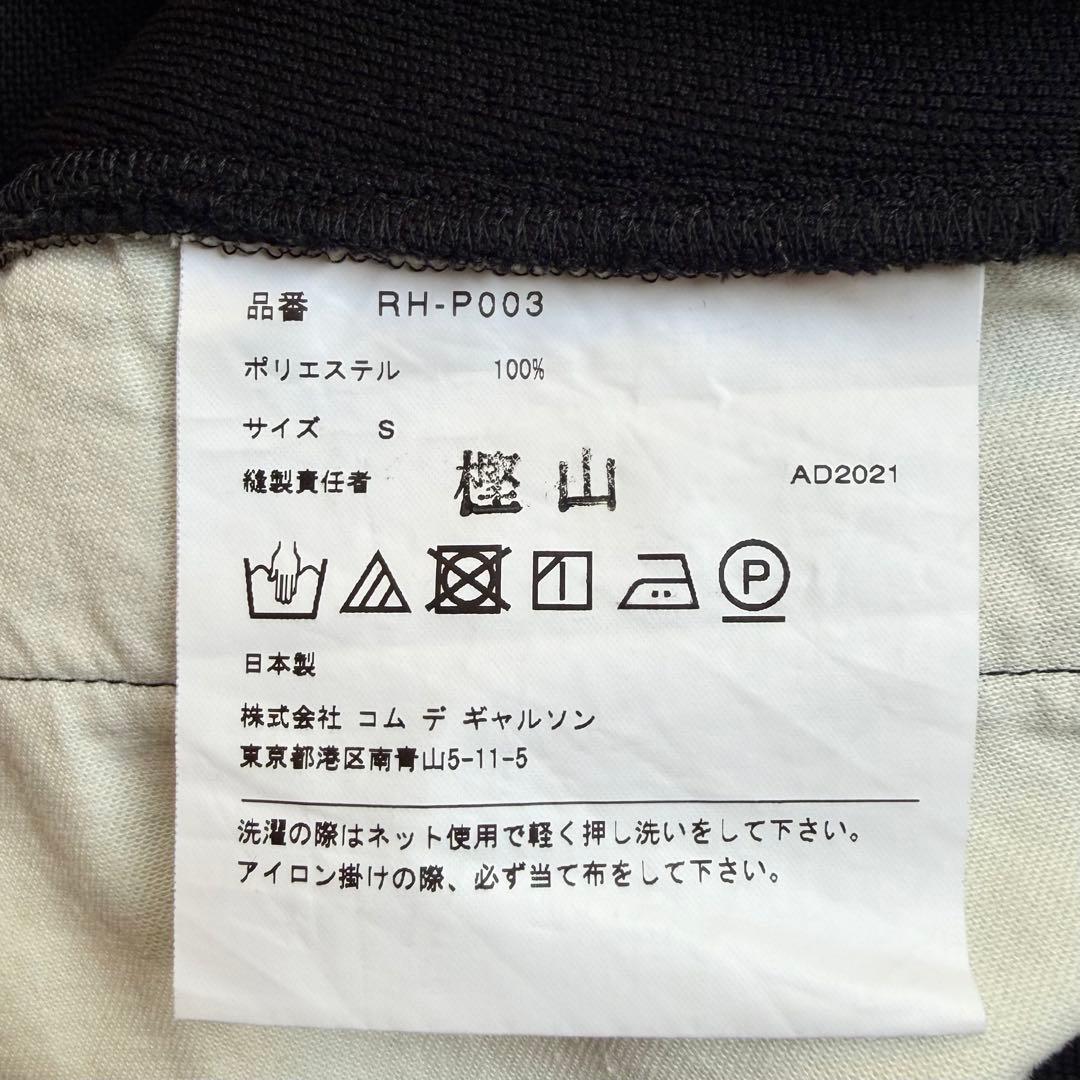 品番 RH-P003
ポリエステル 100%
サイズ S
縫製責任者 樫山 AD2021
P
日本製
株式会社 コム デ ギャルソン
東京都港区南青山5-11-5
洗濯の際はネット使用で軽く押し洗いをして下さい。
アイロン掛けの際、必ず当て布をして下さい。